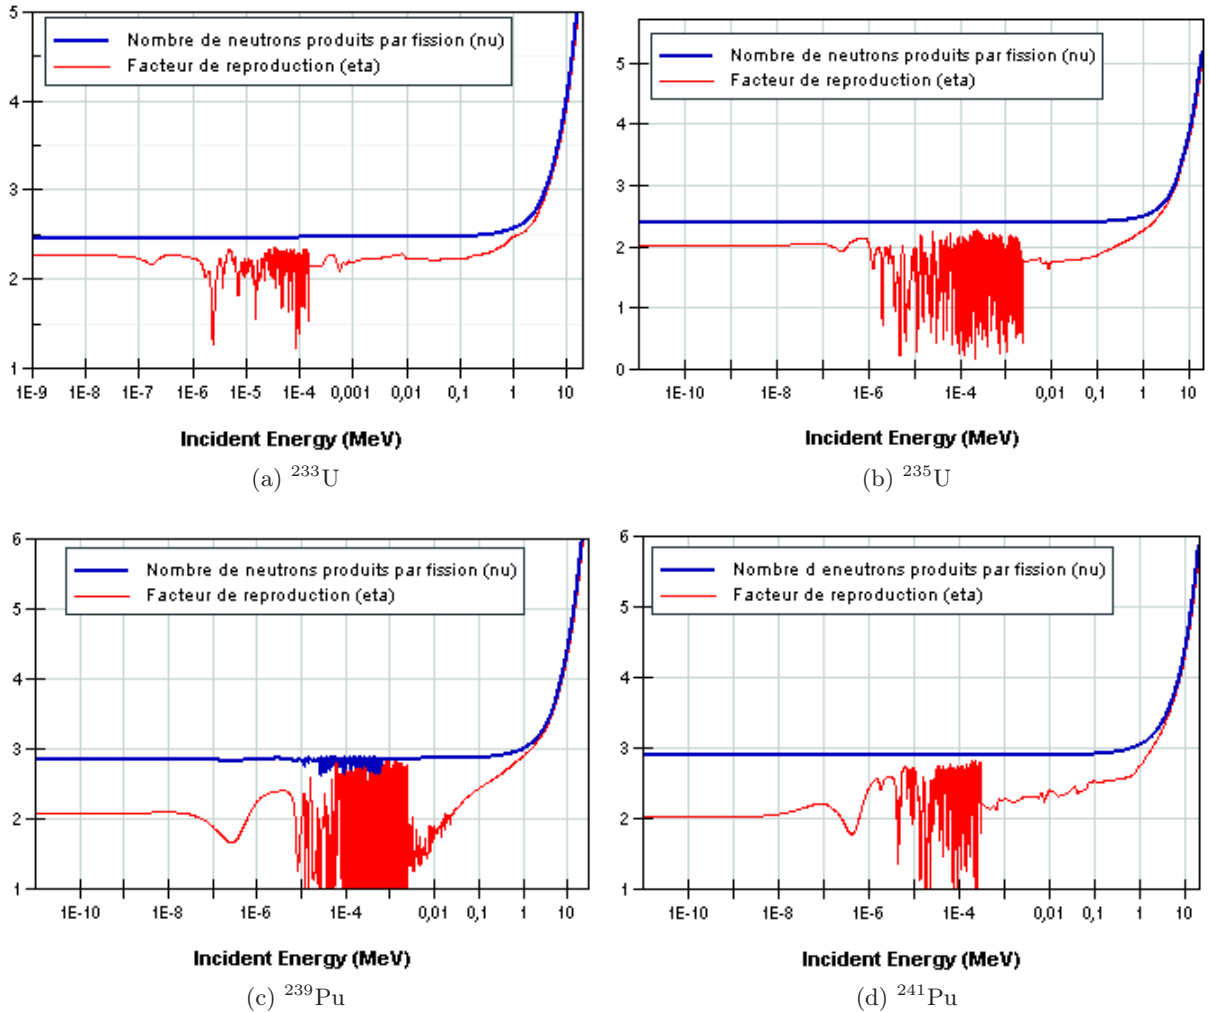 5
4
3
2
1
Nombre de neutrons produits par fission (nu)
Facteur de reproduction (eta)
1E-9 1E-8 1E-7 1E-6 1E-5 1E-4 0,001 0,01 0,1 1 10
Incident Energy (MeV)
(a) ²³³U
5
4
3
2
1
0
Nombre de neutrons produits par fission (nu)
Facteur de reproduction (eta)
1E-10 1E-8 1E-6 1E-4 0,01 0,1 1 10
Incident Energy (MeV)
(b) ²³⁵U
6
5
4
3
2
1
Nombre de neutrons produits par fission (nu)
Facteur de reproduction (eta)
1E-10 1E-8 1E-6 1E-4 0,01 0,1 1 10
Incident Energy (MeV)
(c) ²³⁹Pu
6
5
4
3
2
1
Nombre d eneutrons produits par fission (nu)
Facteur de reproduction (eta)
1E-10 1E-8 1E-6 1E-4 0,01 0,1 1 10
Incident Energy (MeV)
(d) ²⁴¹Pu